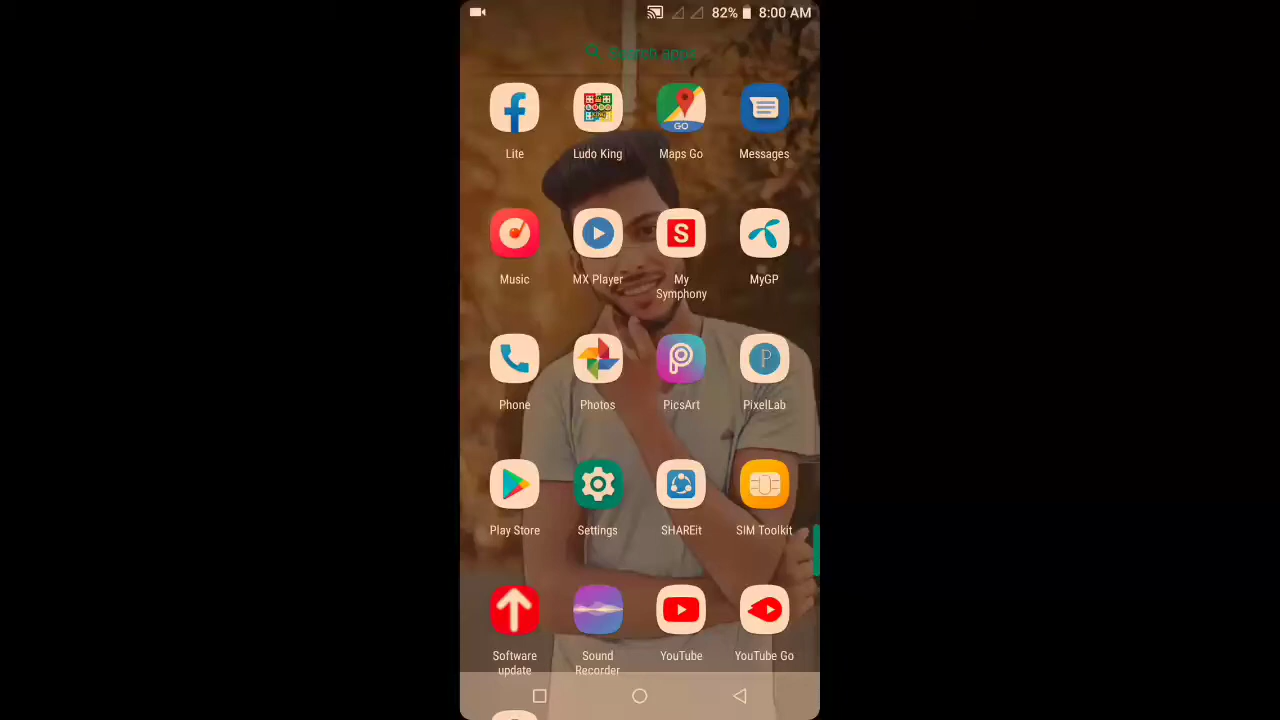 82% 8:00 AM
Search apps
Lite Ludo King Maps Go Messages
GO
Music MX Player My Symphony MyGP
S
Phone Photos PicsArt PixelLab
P
Play Store Settings SHAREit SIM Toolkit
Software update Sound Recorder YouTube YouTube Go